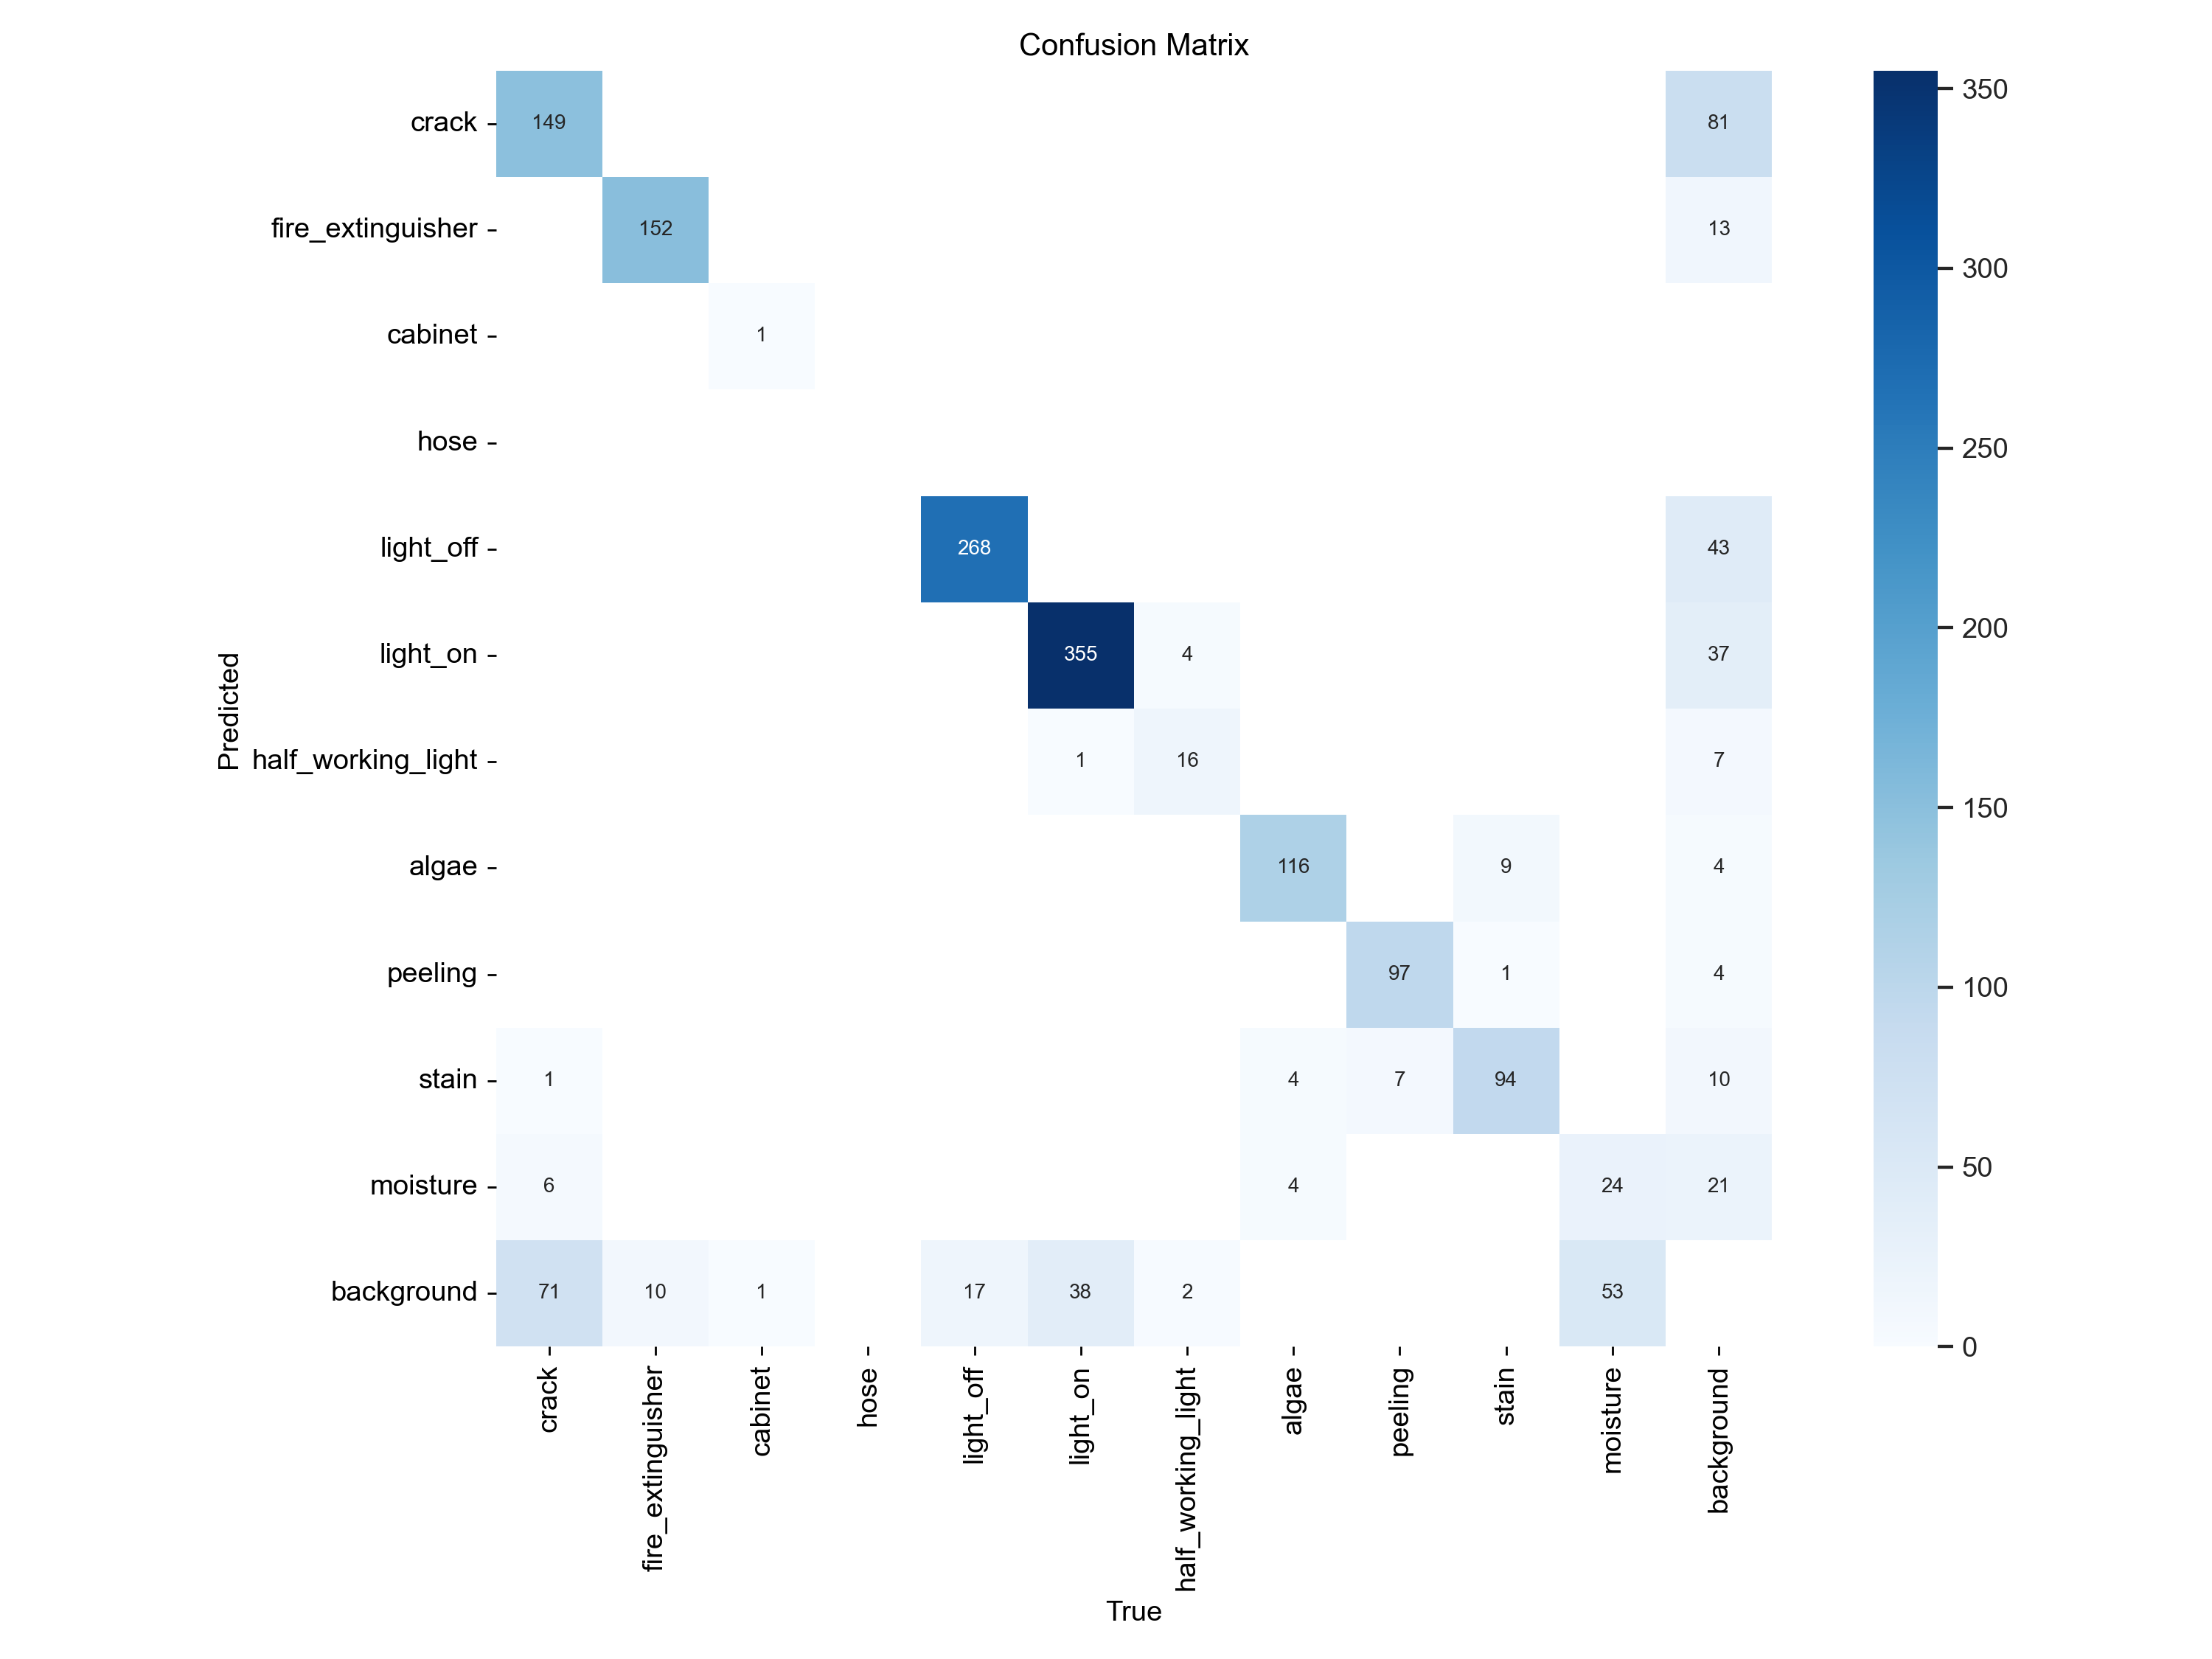 Confusion Matrix
crack 149 81
fire_extinguisher 152 13
cabinet 1
hose
light_off 268 43
light_on 355 4 37
half_working_light 1 16 7
algae 116 9 4
peeling 97 1 4
stain 1 4 7 94 10
moisture 6 4 24 21
background 71 10 1 17 38 2 53
Predicted
crack
fire_extinguisher
cabinet
hose
light_off
light_on
half_working_light
algae
peeling
stain
moisture
background
True
350
300
250
200
150
100
50
0